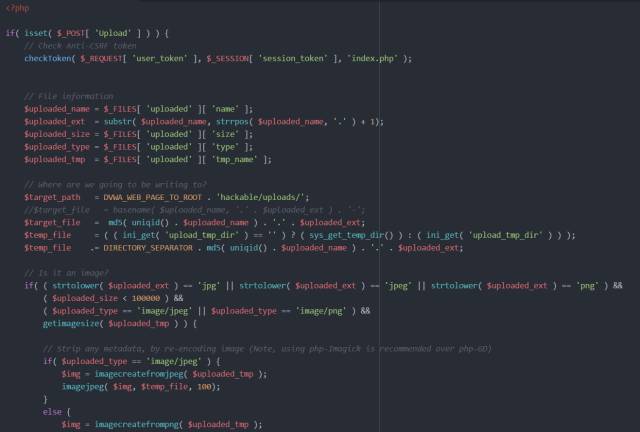 <?php
if( isset( $_POST[ 'Upload' ] ) ) {
// Check Anti-CSRF token
checkToken( $_REQUEST[ 'user_token' ], $_SESSION[ 'session_token' ], 'index.php' );
// File information
$uploaded_name = $_FILES[ 'uploaded' ][ 'name' ];
$uploaded_ext  = substr( $uploaded_name, strrpos( $uploaded_name, '.' ) + 1);
$uploaded_size = $_FILES[ 'uploaded' ][ 'size' ];
$uploaded_type = $_FILES[ 'uploaded' ][ 'type' ];
$uploaded_tmp  = $_FILES[ 'uploaded' ][ 'tmp_name' ];
// Where are we going to be writing to?
$target_path   = DVWA_WEB_PAGE_TO_ROOT . 'hackable/uploads/';
//$target_file   = basename( $uploaded_name, '.' . $uploaded_ext ) . '-';
$target_file   =  md5( uniqid() . $uploaded_name ) . '.' . $uploaded_ext;
$temp_file     = ( ( ini_get( 'upload_tmp_dir' ) == '' ) ? ( sys_get_temp_dir() ) : ( ini_get( 'upload_tmp_dir' ) ) );
$temp_file    .= DIRECTORY_SEPARATOR . md5( uniqid() . $uploaded_name ) . '.' . $uploaded_ext;
// Is it an image?
if( ( strtolower( $uploaded_ext ) == 'jpg' || strtolower( $uploaded_ext ) == 'jpeg' || strtolower( $uploaded_ext ) == 'png' ) &&
( $uploaded_size < 100000 ) &&
( $uploaded_type == 'image/jpeg' || $uploaded_type == 'image/png' ) &&
getimagesize( $uploaded_tmp ) ) {
// Strip any metadata, by re-encoding image (Note, using php-Imagick is recommended over php-GD)
if( $uploaded_type == 'image/jpeg' ) {
$img = imagecreatefromjpeg( $uploaded_tmp );
imagejpeg( $img, $temp_file, 100);
}
else {
$img = imagecreatefrompng( $uploaded_tmp );